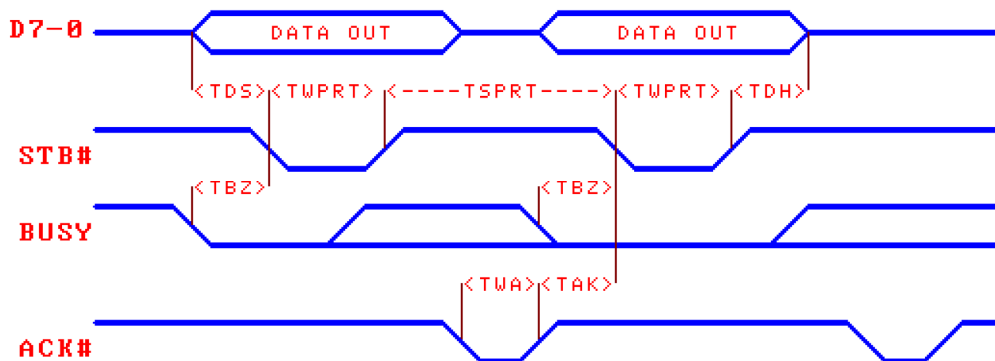 D7-0 DATA OUT DATA OUT
<TDS><TWPRT><----TSPRT----><TWPRT><TDH>
STB#
<TBZ> <TBZ>
BUSY
<TWA><TAK>
ACK#